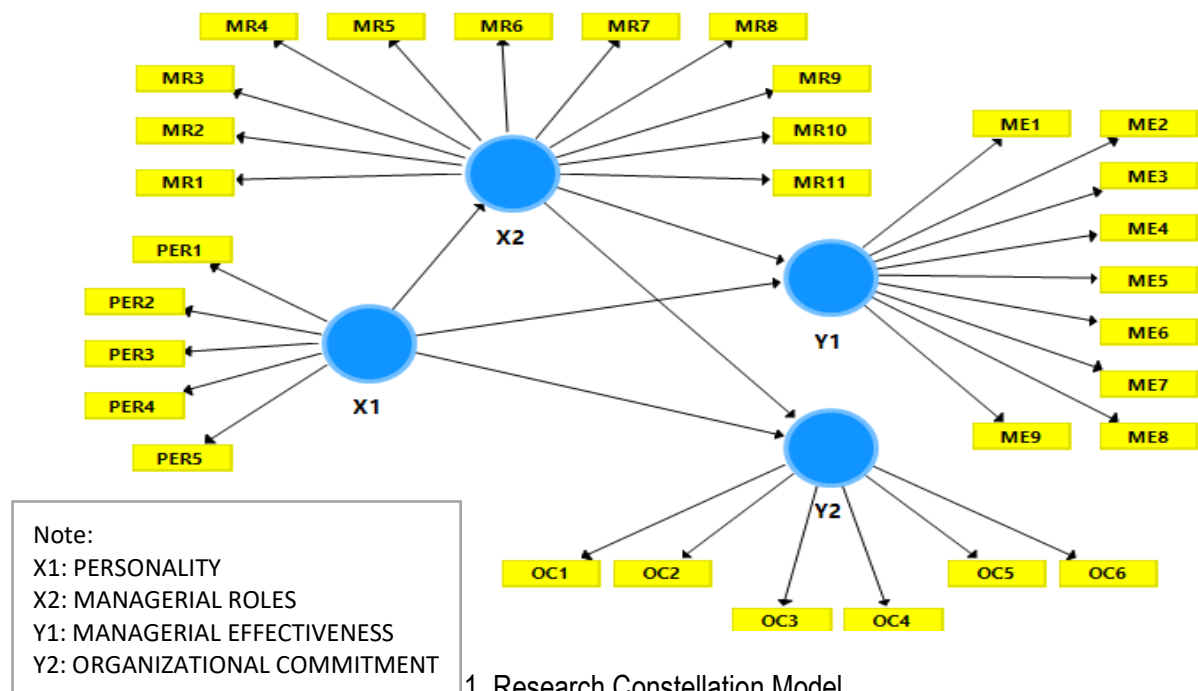 MR4 MR5 MR6 MR7 MR8
MR3 MR9
MR2 MR10
MR1 MR11
ME1 ME2
ME3
ME4
ME5
ME6
ME7
ME9 ME8
X2
PER1
PER2
PER3
PER4
PER5
X1
Y1
Y2
OC1 OC2 OC5 OC6
OC3 OC4
Note:
X1: PERSONALITY
X2: MANAGERIAL ROLES
Y1: MANAGERIAL EFFECTIVENESS
Y2: ORGANIZATIONAL COMMITMENT
1. Research Constellation Model